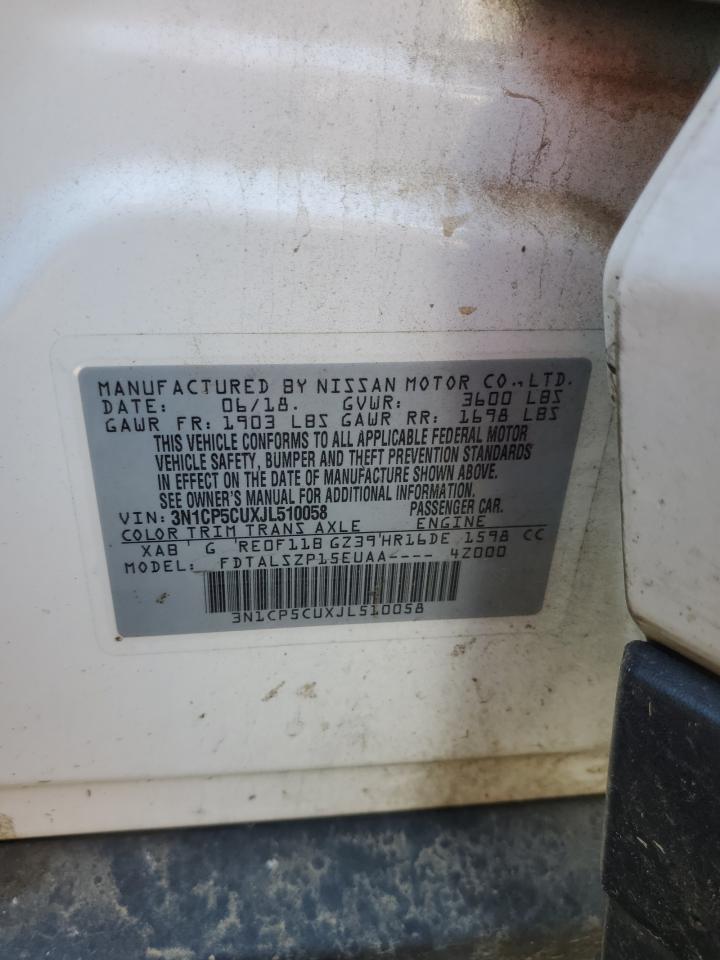 MANUFACTURED BY NISSAN MOTOR CO., LTD.
DATE: 06/18. GVWR: 3600 LBS
GAWR FR: 1903 LBS GAWR RR: 1698 LBS
THIS VEHICLE CONFORMS TO ALL APPLICABLE FEDERAL MOTOR
VEHICLE SAFETY, BUMPER AND THEFT PREVENTION STANDARDS
IN EFFECT ON THE DATE OF MANUFACTURE SHOWN ABOVE.
SEE OWNER'S MANUAL FOR ADDITIONAL INFORMATION.
VIN: 3N1CP5CUXJL510058 PASSENGER CAR.
COLOR TRIM TRANS AXLE ENGINE
XAB G RE0F11B GZ39 HR16DE 1598 CC
MODEL: FDTALSZP15EUAA---- 4Z000
3N1CP5CUXJL510058